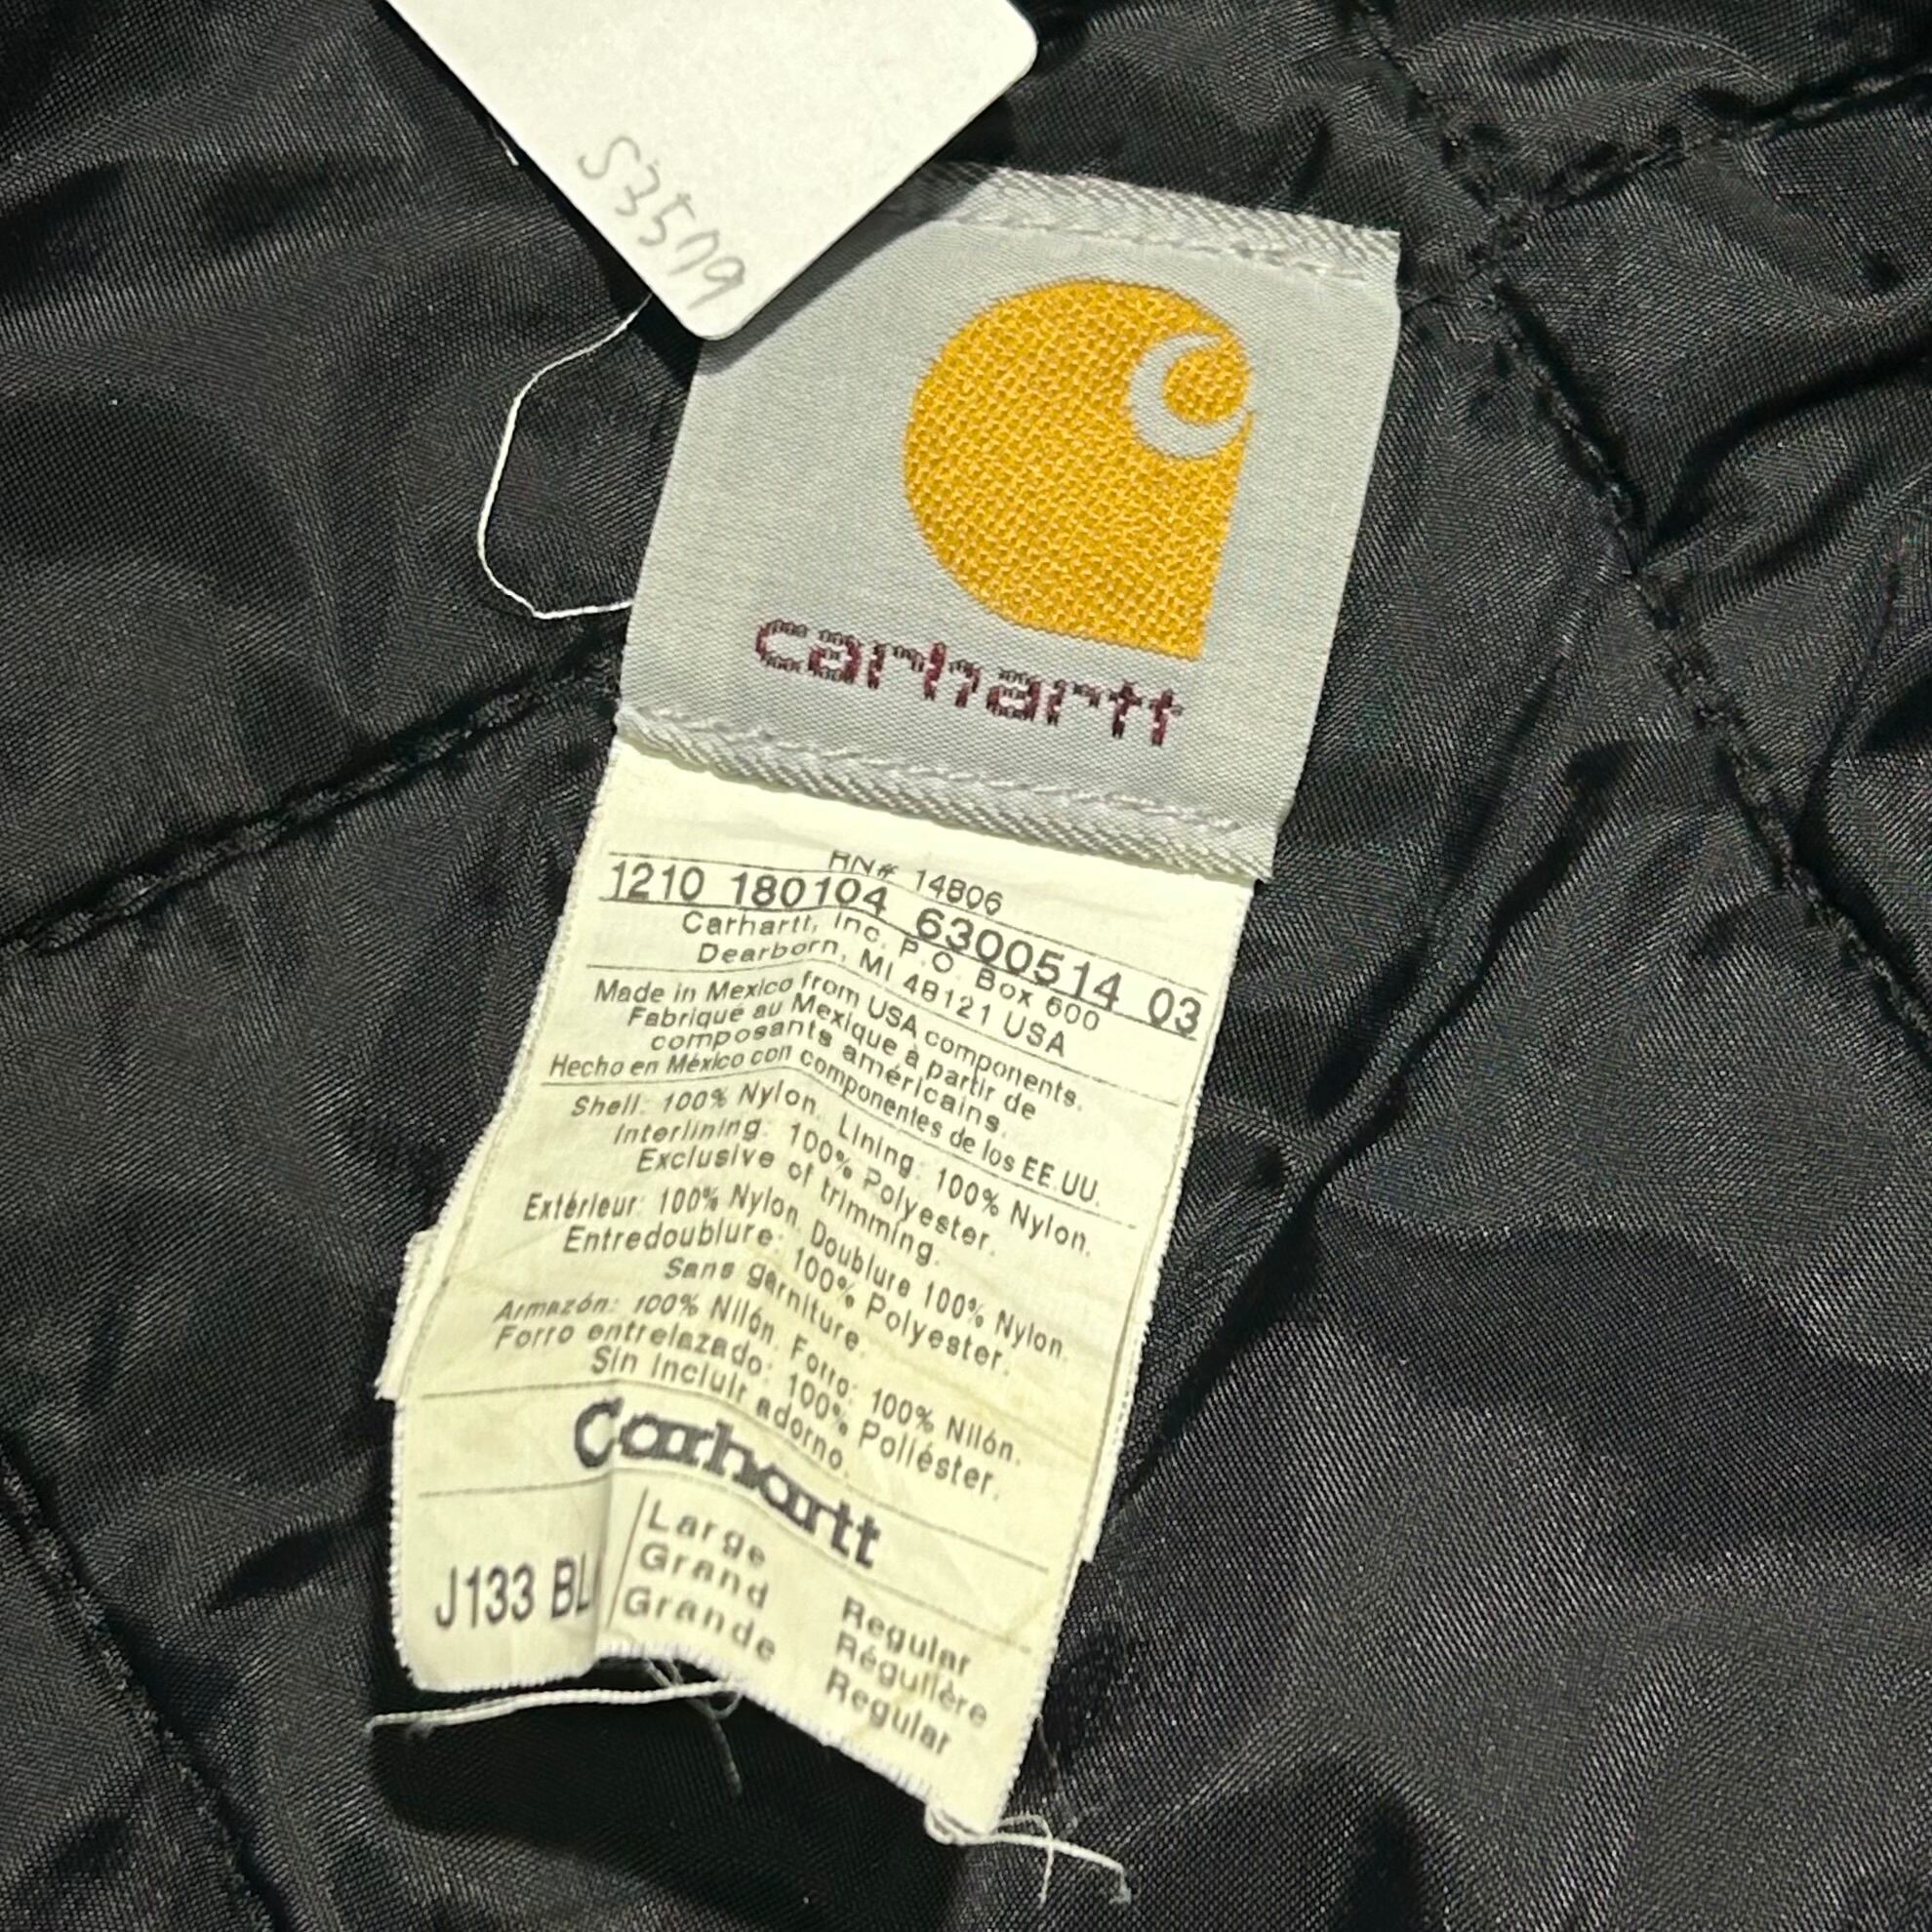 53579
carhartt
RN# 14806
1210 180104 6300514 03
Carhartt, Inc. P.O. Box 600
Dearborn, MI 48121 USA
Made in Mexico from USA components.
Fabriqué au Mexique à partir de
composants américains.
Hecho en México con componentes de los EE.UU.
Shell: 100% Nylon. Lining: 100% Nylon.
Interlining: 100% Polyester.
Exclusive of trimming.
Extérieur: 100% Nylon. Doublure 100% Nylon.
Entredoublure: 100% Polyester.
Sans garniture.
Armazón: 100% Nilón. Forro: 100% Nilón.
Forro entrelazado: 100% Poliéster.
Sin incluir adorno.
Carhartt
J133 BL
Large Regular
Grand Régulière
Grande Regular